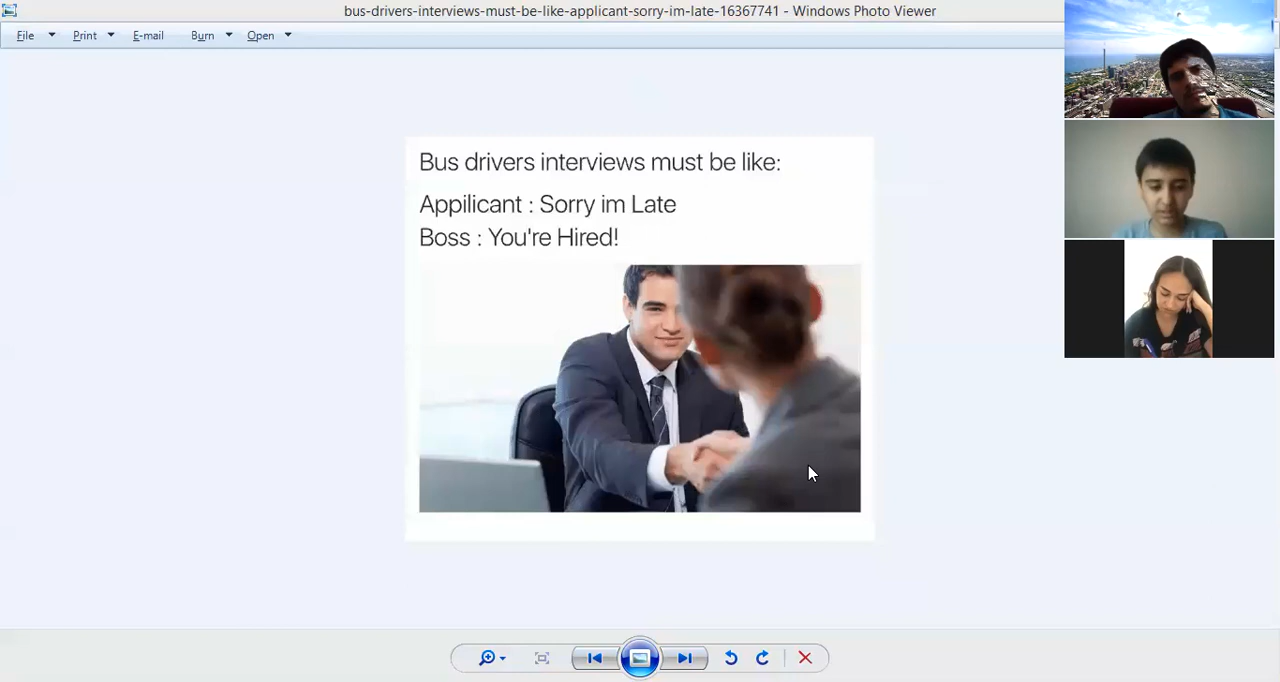 bus-drivers-interviews-must-be-like-applicant-sorry-im-late-16367741 - Windows Photo Viewer
File Print E-mail Burn Open
Bus drivers interviews must be like:
Appilicant : Sorry im Late
Boss : You're Hired!